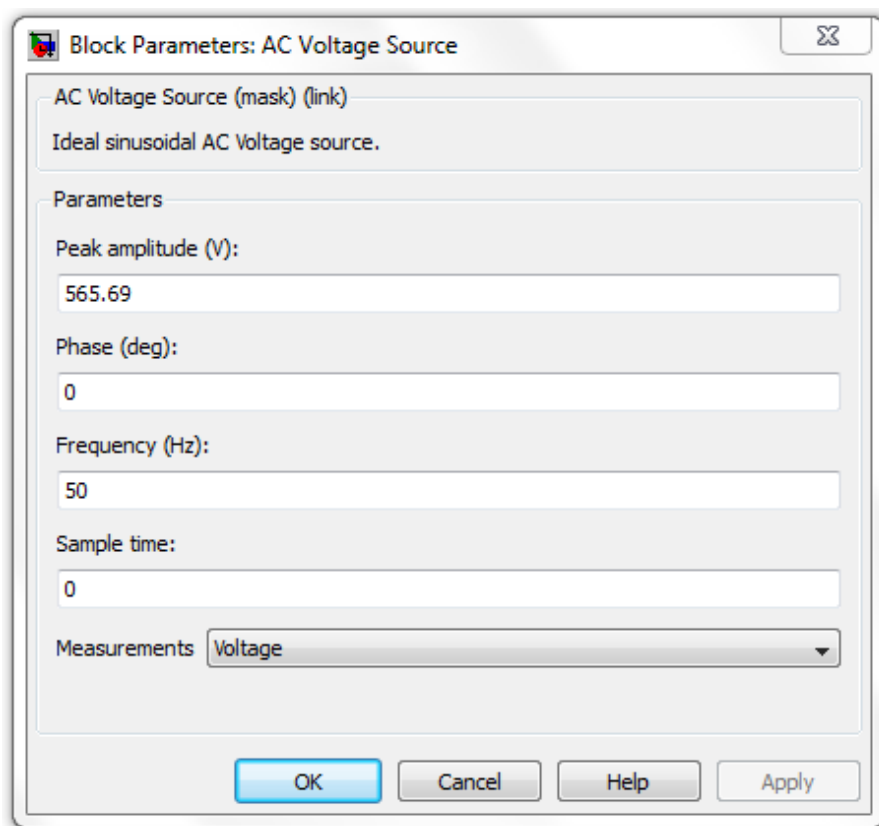 Block Parameters: AC Voltage Source
AC Voltage Source (mask) (link)
Ideal sinusoidal AC Voltage source.
Parameters
Peak amplitude (V):
565.69
Phase (deg):
0
Frequency (Hz):
50
Sample time:
0
Measurements Voltage
OK Cancel Help Apply